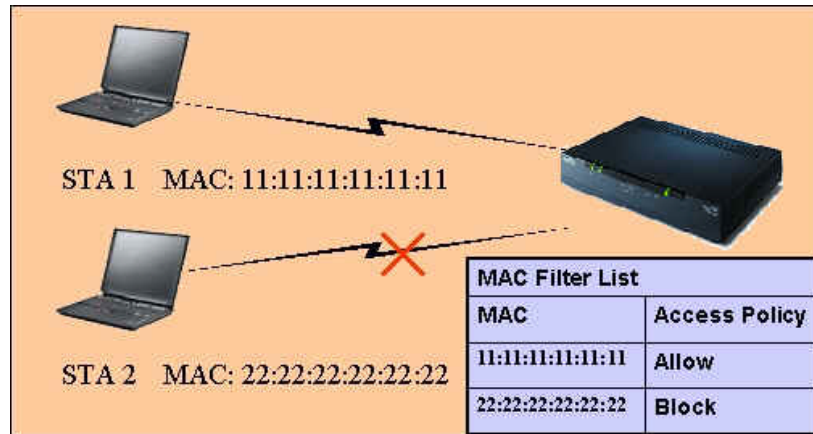 STA 1 MAC: 11:11:11:11:11:11
STA 2 MAC: 22:22:22:22:22:22
MAC Filter List
MAC Access Policy
11:11:11:11:11:11 Allow
22:22:22:22:22:22 Block